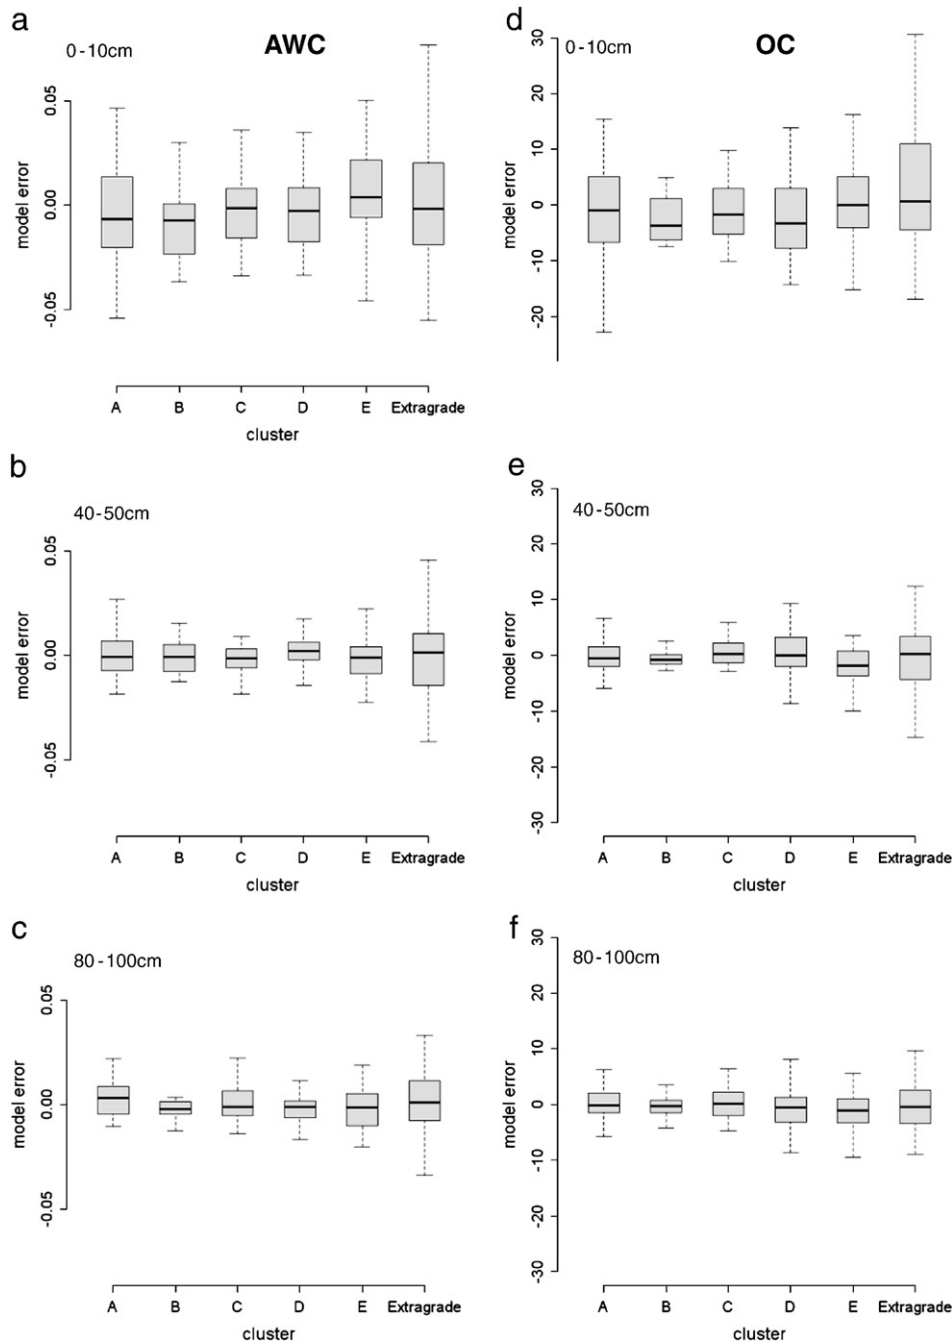 a
0-10cm
AWC
0.05
0.00
-0.05
model error
A B C D E Extragrade
cluster
d
0-10cm
OC
30
20
10
0
-10
-20
model error
b
40-50cm
0.05
0.00
-0.05
model error
A B C D E Extragrade
cluster
e
40-50cm
30
20
10
0
-10
-20
-30
model error
A B C D E Extragrade
cluster
c
80-100cm
0.05
0.00
-0.05
model error
A B C D E Extragrade
cluster
f
80-100cm
30
20
10
0
-10
-20
-30
model error
A B C D E Extragrade
cluster